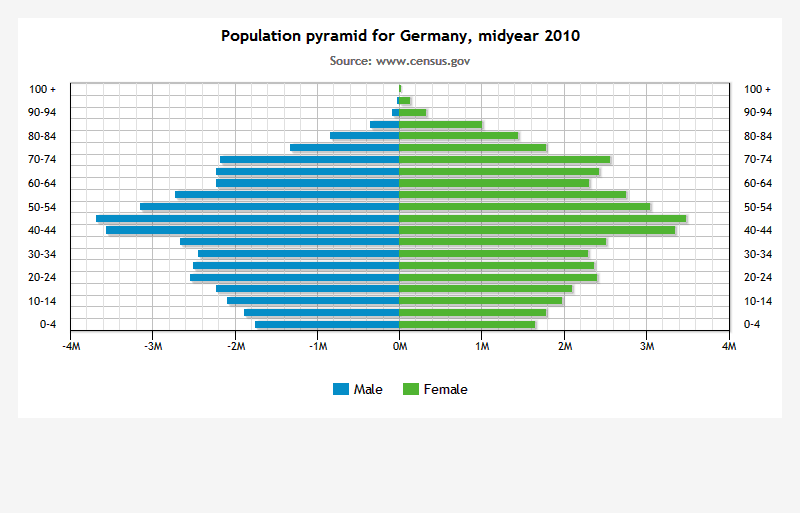 Population pyramid for Germany, midyear 2010
Source: www.census.gov
100 + 100 +
90-94 90-94
80-84 80-84
70-74 70-74
60-64 60-64
50-54 50-54
40-44 40-44
30-34 30-34
20-24 20-24
10-14 10-14
0-4 0-4
-4M -3M -2M -1M 0M 1M 2M 3M 4M
Male Female